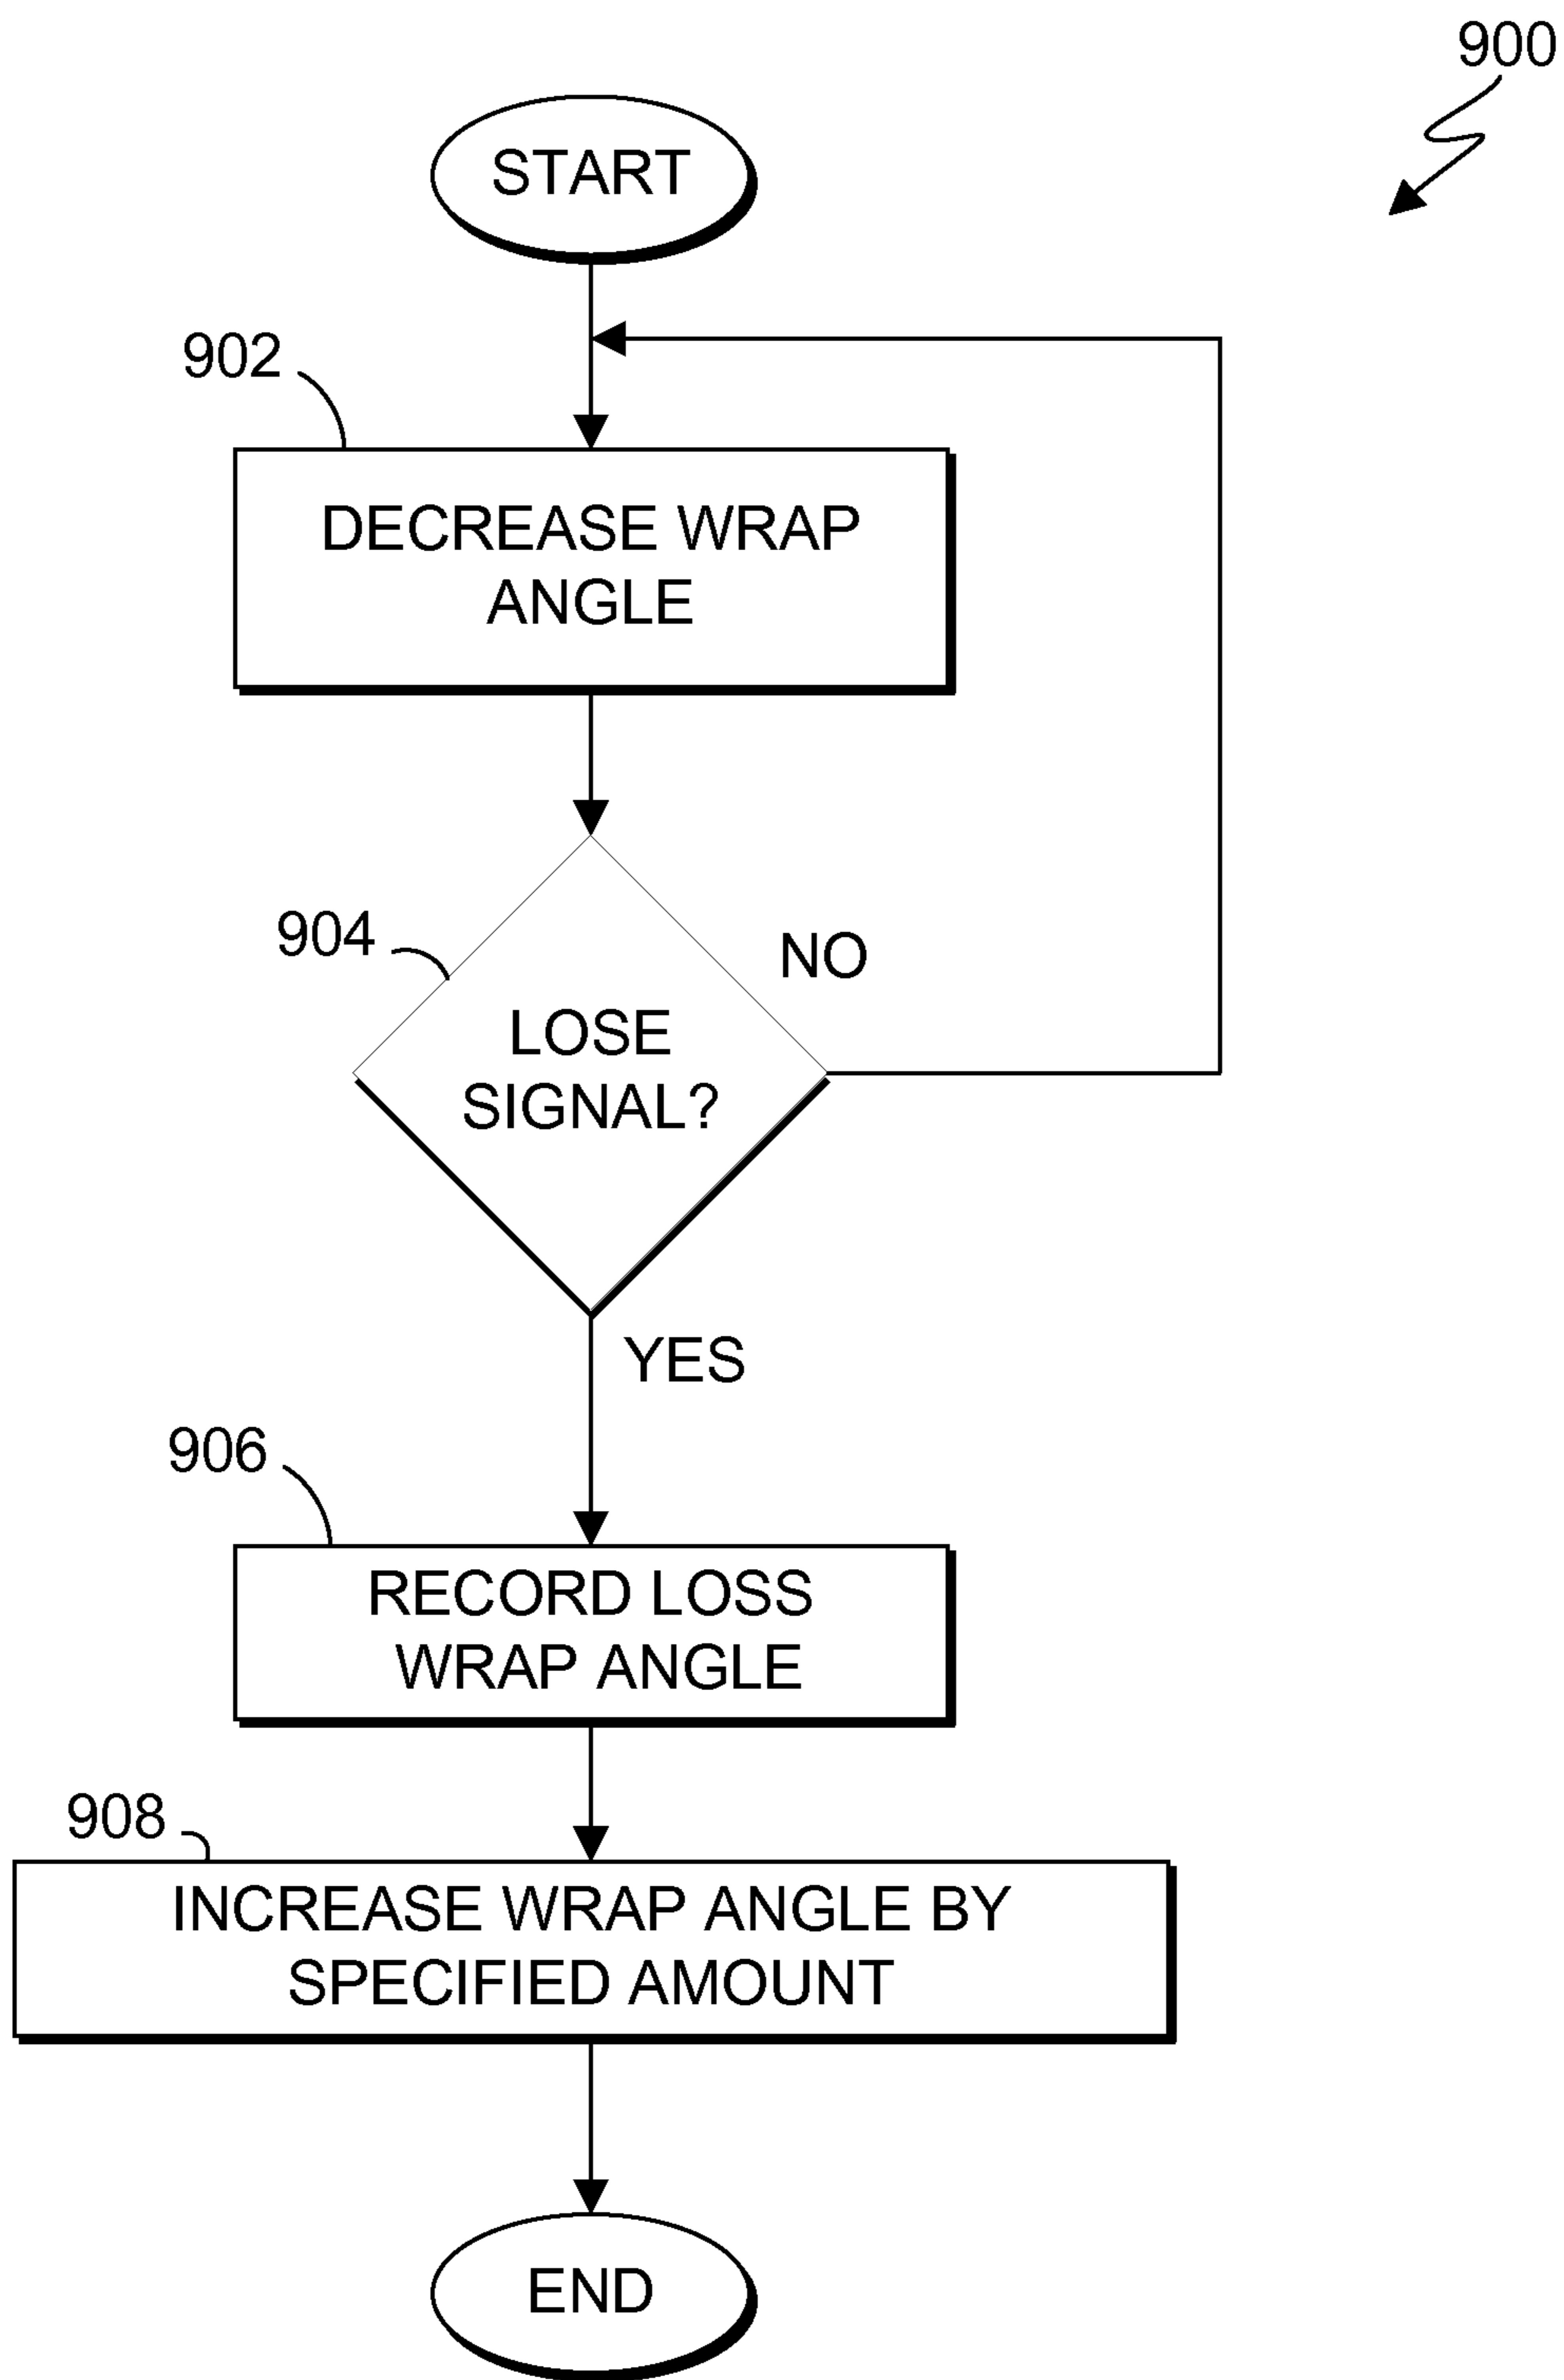 900
START
902
DECREASE WRAP
ANGLE
904
NO
LOSE
SIGNAL?
YES
906
RECORD LOSS
WRAP ANGLE
908
INCREASE WRAP ANGLE BY
SPECIFIED AMOUNT
END